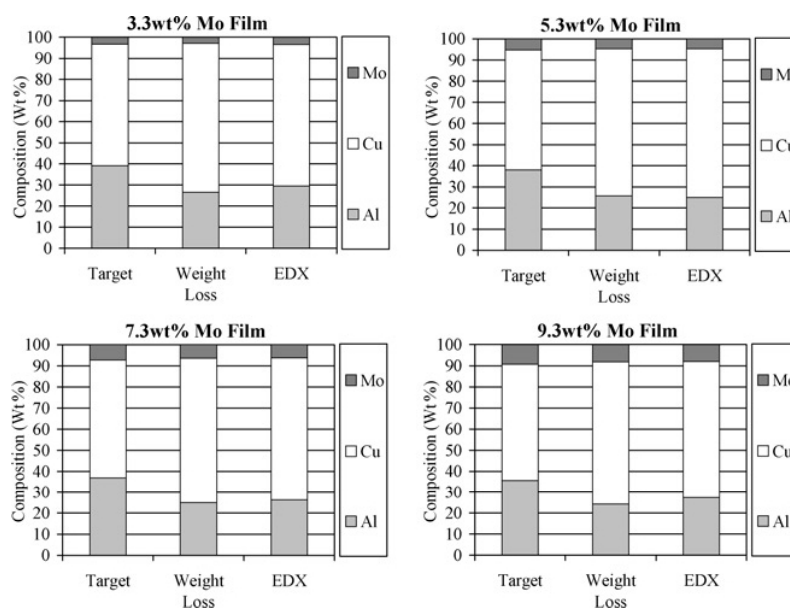 3.3wt% Mo Film
100
90
80
70
60
50
40
30
20
10
0
Composition (Wt %)
Target
Weight Loss
EDX
Mo
Cu
Al
5.3wt% Mo Film
100
90
80
70
60
50
40
30
20
10
0
Composition (Wt %)
Target
Weight Loss
EDX
M
Cu
Al
7.3wt% Mo Film
100
90
80
70
60
50
40
30
20
10
0
Composition (Wt%)
Target
Weight Loss
EDX
Mo
Cu
Al
9.3wt% Mo Film
100
90
80
70
60
50
40
30
20
10
0
Composition (Wt%)
Target
Weight Loss
EDX
Mo
Cu
Al